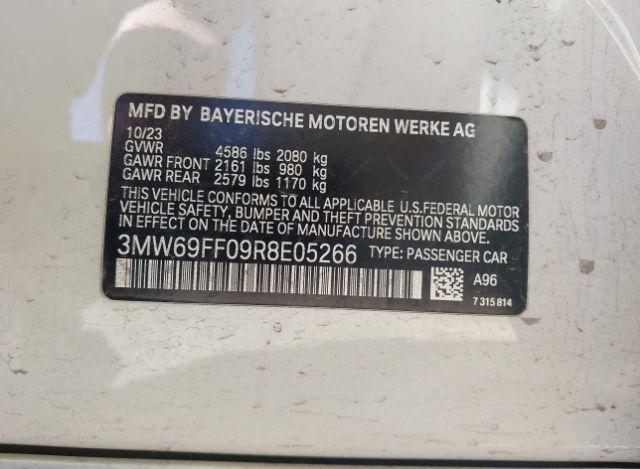 MFD BY BAYERISCHE MOTOREN WERKE AG
10/23
GVWR 4586 lbs 2080 kg
GAWR FRONT 2161 lbs 980 kg
GAWR REAR 2579 lbs 1170 kg
THIS VEHICLE CONFORMS TO ALL APPLICABLE U.S.FEDERAL MOTOR
VEHICLE SAFETY, BUMPER AND THEFT PREVENTION STANDARDS
IN EFFECT ON THE DATE OF MANUFACTURE SHOWN ABOVE.
3MW69FF09R8E05266 TYPE: PASSENGER CAR
A96
7 315 814